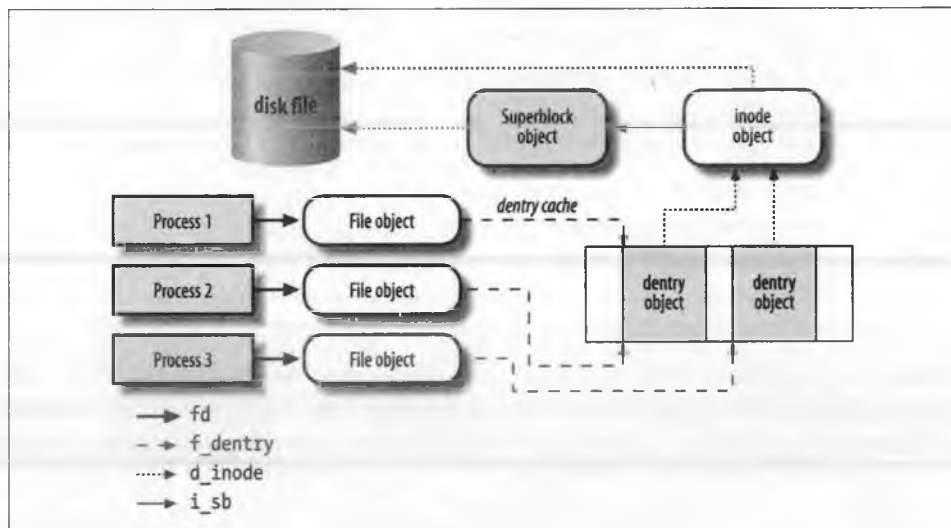 disk file
Superblock
object
inode
object
Process 1
File object
dentry cache
Process 2
File object
dentry
object
dentry
object
Process 3
File object
fd
f_dentry
d_inode
i_sb